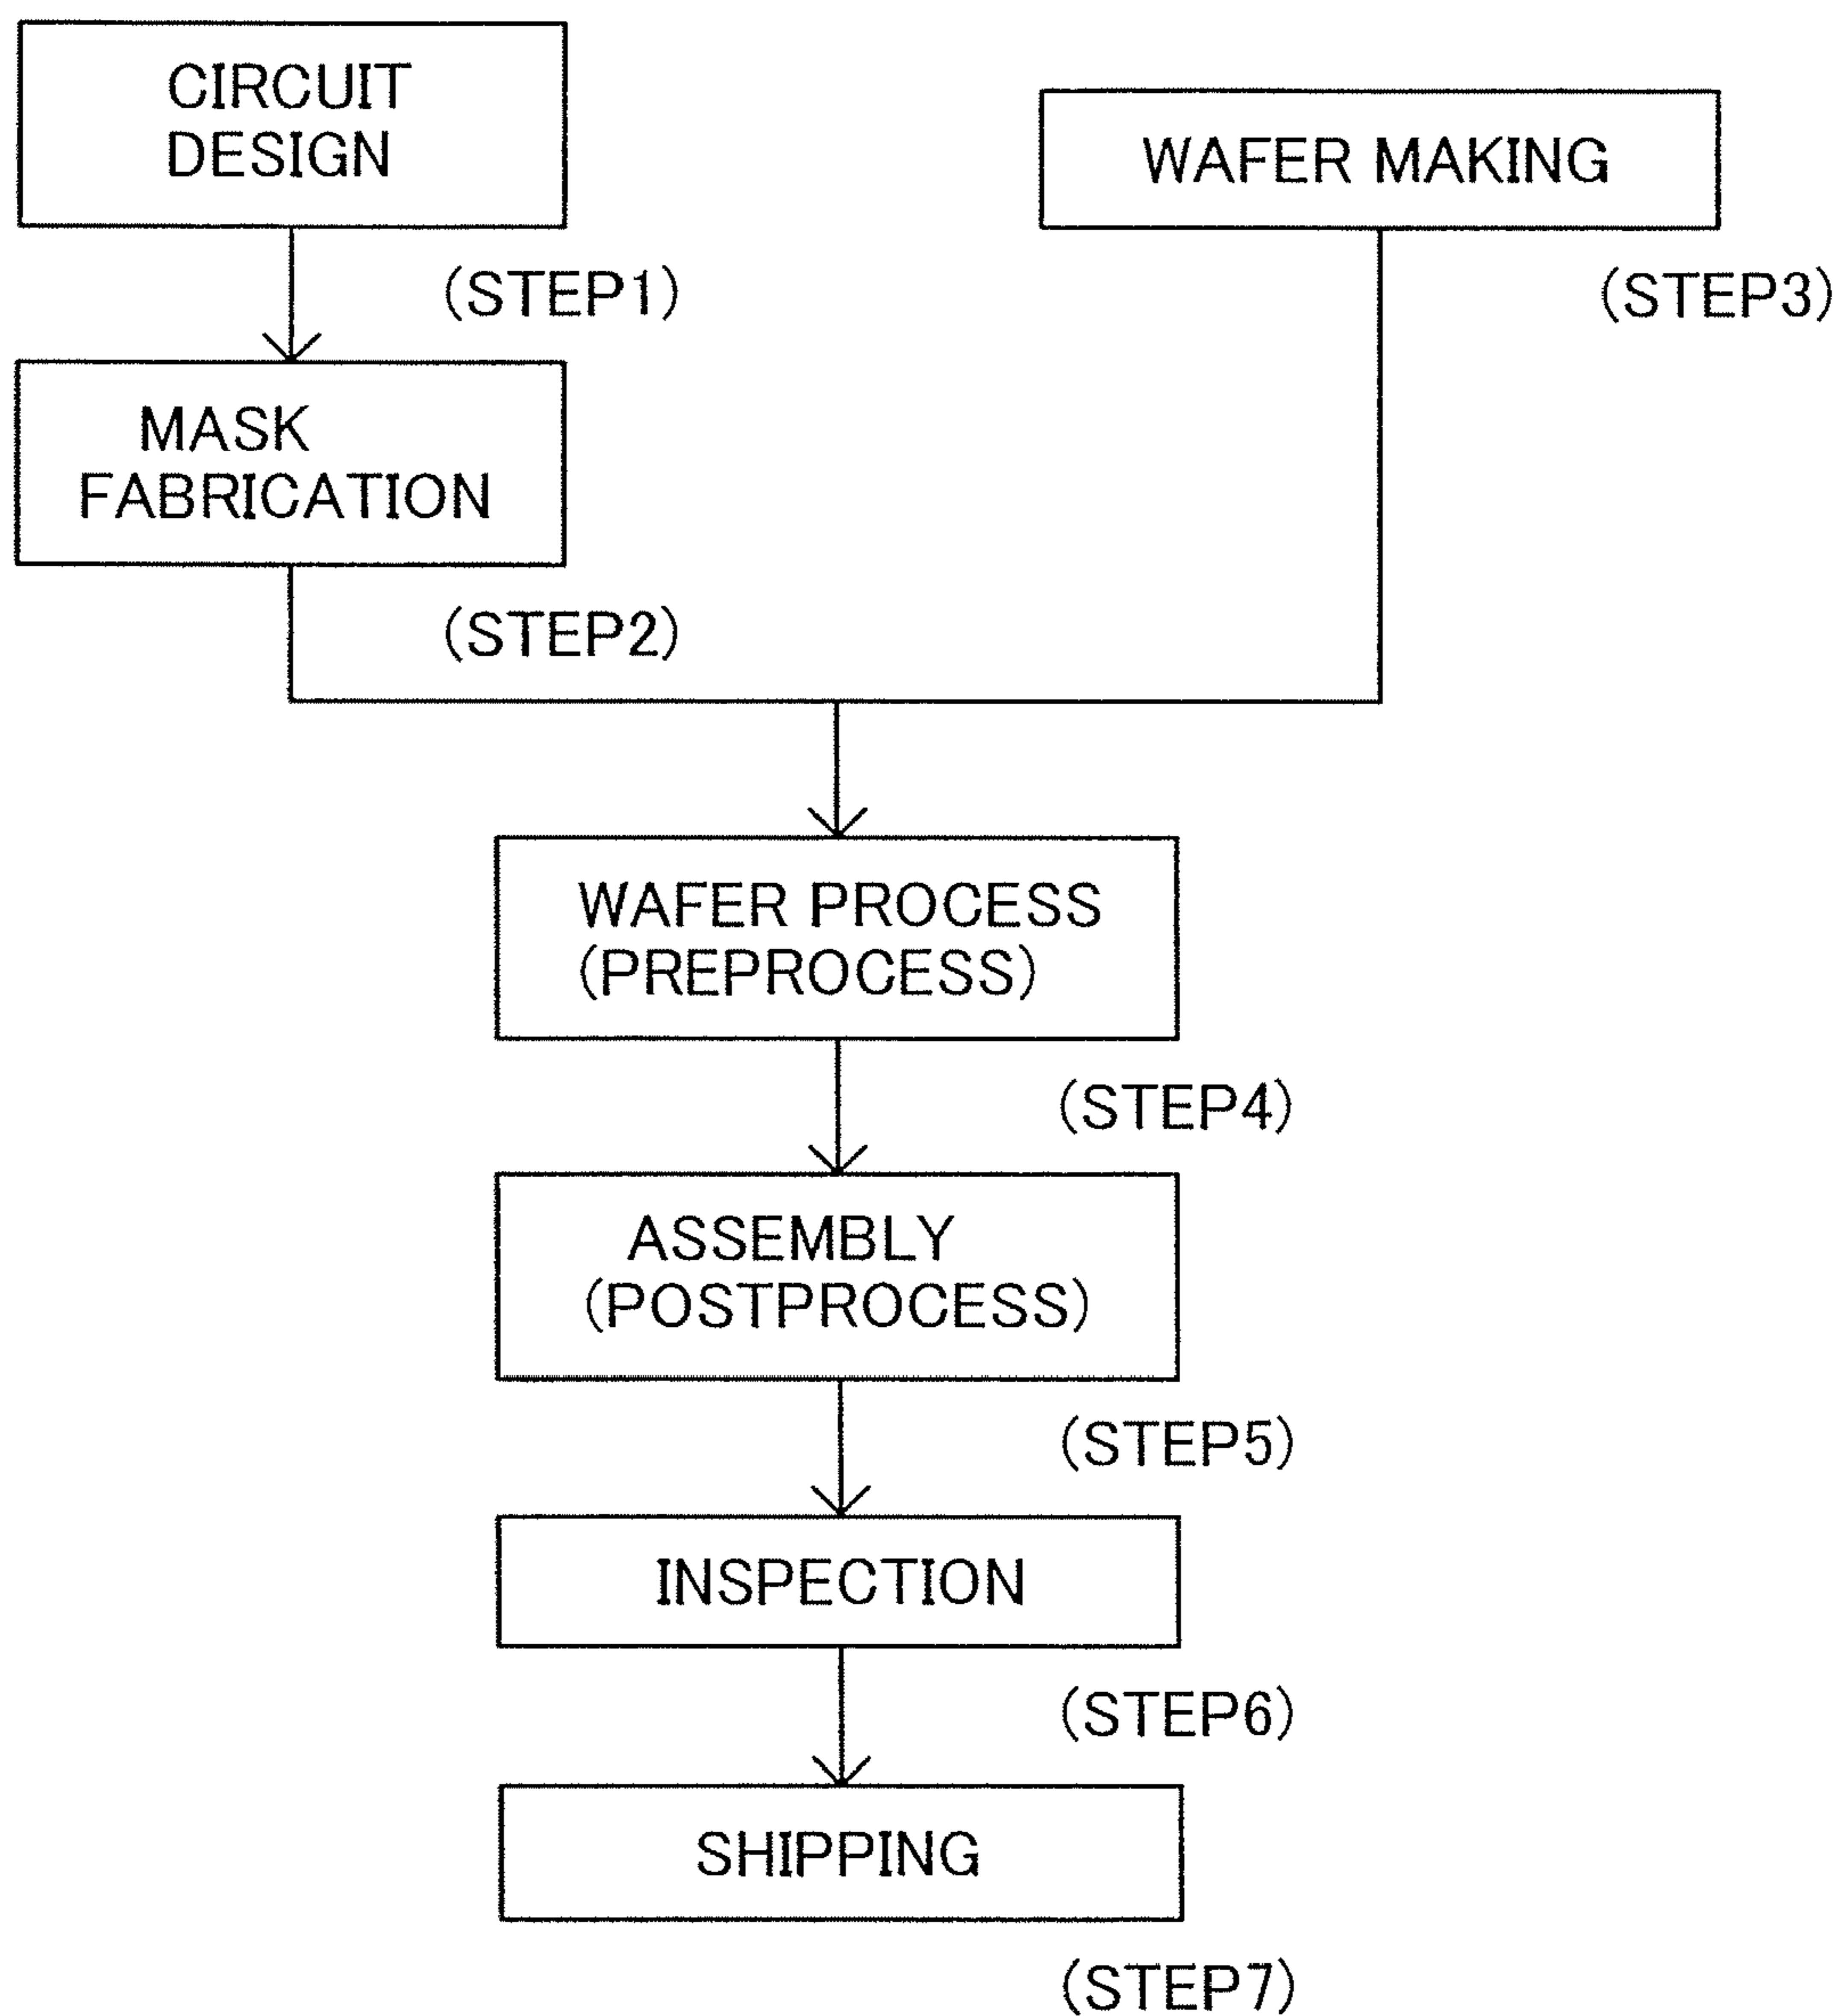 CIRCUIT
DESIGN
(STEP1)
MASK
FABRICATION
(STEP2)
WAFER MAKING
(STEP3)
WAFER PROCESS
(PREPROCESS)
(STEP4)
ASSEMBLY
(POSTPROCESS)
(STEP5)
INSPECTION
(STEP6)
SHIPPING
(STEP7)